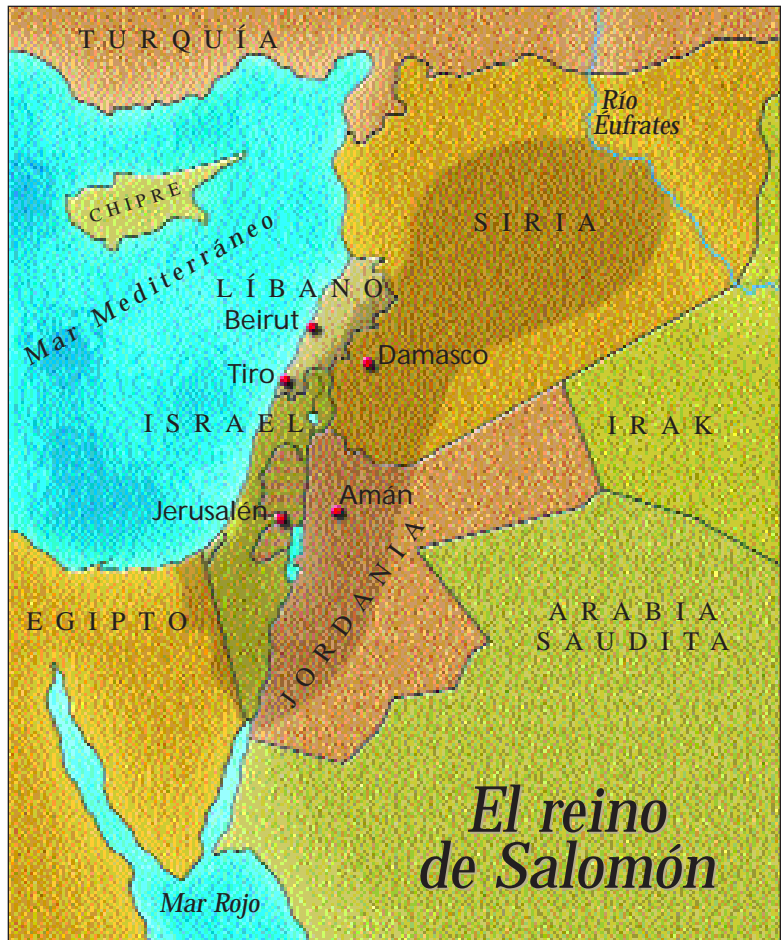 TURQUÍA
Río
Éufrates
CHIPRE
SIRIA
Mar Mediterráneo
LÍBANO
Beirut
Damasco
Tiro
ISRAEL
IRAK
Jerusalén
Amán
JORDANIA
EGIPTO
ARABIA
SAUDITA
El reino
de Salomón
Mar Rojo